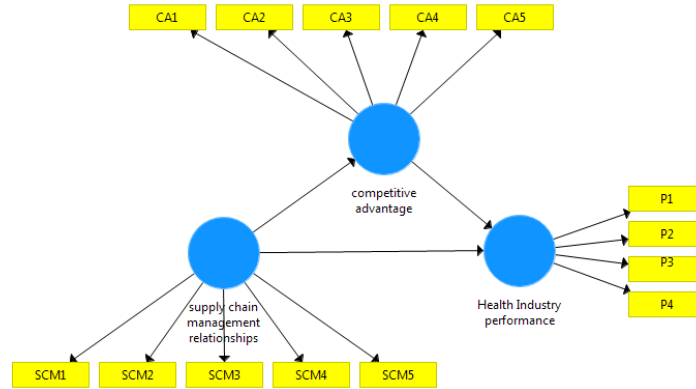 CA1
CA2
CA3
CA4
CA5
competitive
advantage
P1
P2
P3
P4
Health Industry
performance
supply chain
management
relationships
SCM1
SCM2
SCM3
SCM4
SCM5